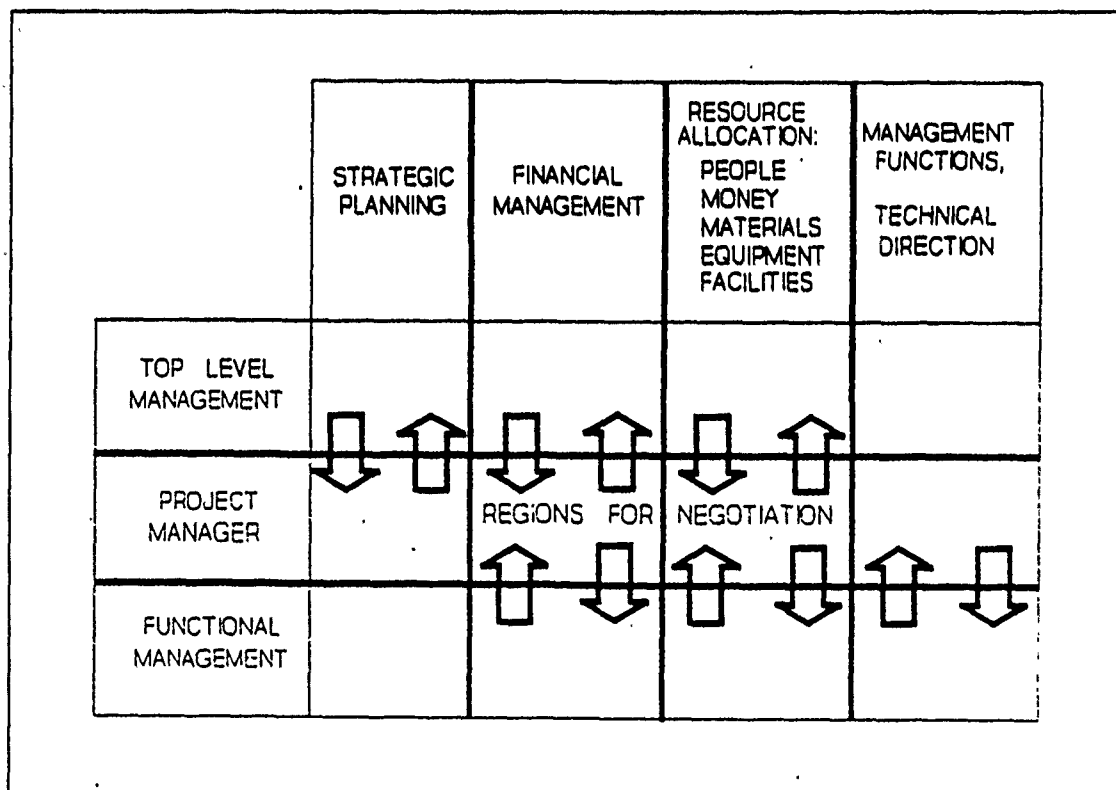 STRATEGIC
PLANNING
FINANCIAL
MANAGEMENT
RESOURCE
ALLOCATION:
PEOPLE
MONEY
MATERIALS
EQUIPMENT
FACILITIES
MANAGEMENT
FUNCTIONS,
TECHNICAL
DIRECTION
TOP LEVEL
MANAGEMENT
PROJECT
MANAGER
REGIONS FOR NEGOTIATION
FUNCTIONAL
MANAGEMENT